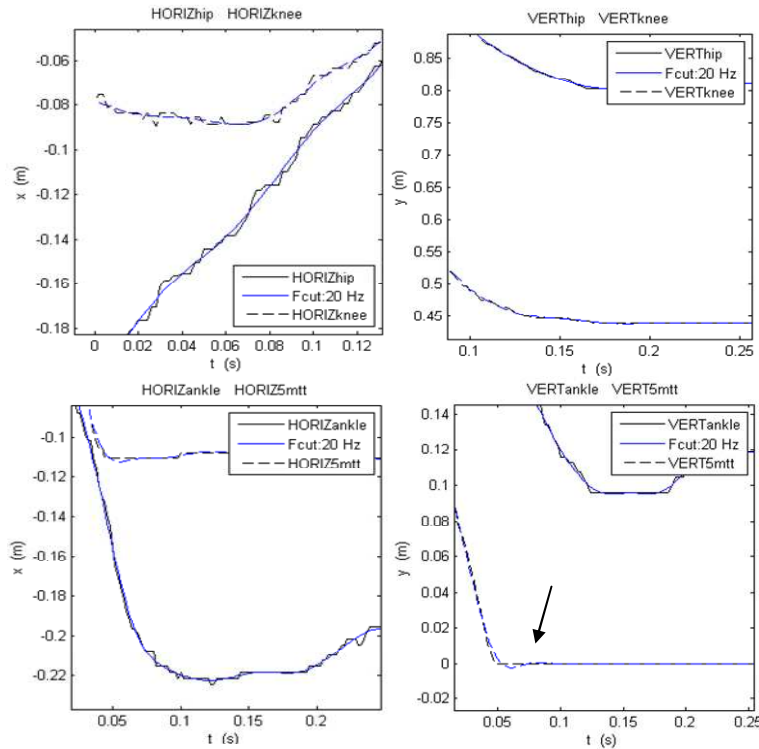 HORIZhip HORIZknee
-0.06
-0.08
-0.1
-0.12
-0.14
-0.16
-0.18
x (m)
HORIZhip
Fcut:20 Hz
HORIZknee
0 0.02 0.04 0.06 0.08 0.1 0.12
t (s)
VERThip VERTknee
0.85
0.8
0.75
0.7
0.65
0.6
0.55
0.5
0.45
y (m)
VERThip
Fcut:20 Hz
VERTknee
0.1 0.15 0.2 0.25
t (s)
HORIZankle HORIZ5mtt
-0.1
-0.12
-0.14
-0.16
-0.18
-0.2
-0.22
x (m)
HORIZankle
Fcut:20 Hz
HORIZ5mtt
0.05 0.1 0.15 0.2
t (s)
VERTankle VERT5mtt
0.14
0.12
0.1
0.08
0.06
0.04
0.02
0
-0.02
y (m)
VERTankle
Fcut:20 Hz
VERT5mtt
0.05 0.1 0.15 0.2 0.25
t (s)